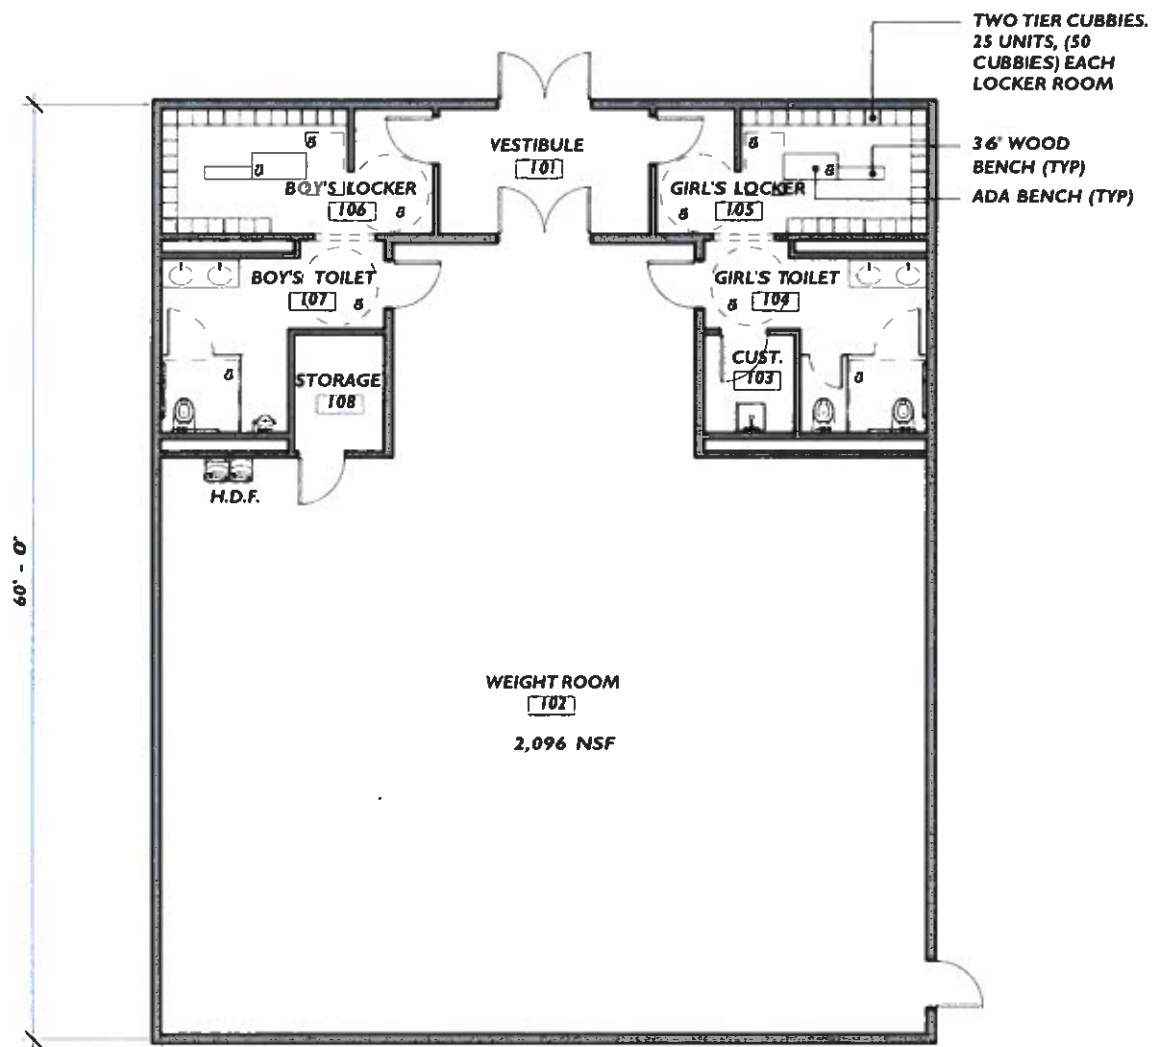 TWO TIER CUBBIES.
25 UNITS, (50
CUBBIES) EACH
LOCKER ROOM
36" WOOD
BENCH (TYP)
ADA BENCH (TYP)
VESTIBULE
101
BOY'S LOCKER
106
GIRL'S LOCKER
105
BOY'S TOILET
107
GIRL'S TOILET
104
STORAGE
108
CUST.
103
H.D.F.
60' - 0"
WEIGHT ROOM
102
2,096 NSF